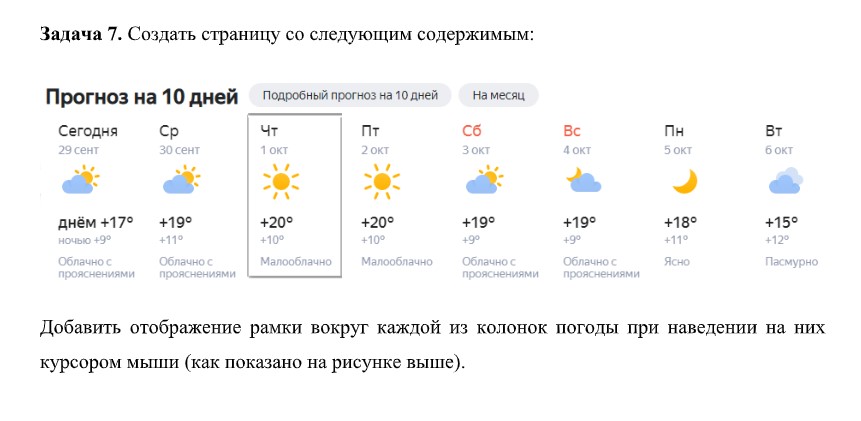 Задача 7. Создать страницу со следующим содержимым:
Прогноз на 10 дней Подробный прогноз на 10 дней На месяц
Сегодня Ср Чт Пт Сб Вс Пн Вт
29 сент 30 сент 1 окт 2 окт 3 окт 4 окт 5 окт 6 окт
днём +17° +19° +20° +20° +19° +19° +18° +15°
ночью +9° +11° +10° +10° +9° +9° +11° +12°
Облачно с Облачно с Малооблачно Малооблачно Облачно с Облачно с Ясно Пасмурно
прояснениями прояснениями прояснениями прояснениями
Добавить отображение рамки вокруг каждой из колонок погоды при наведении на них
курсором мыши (как показано на рисунке выше).